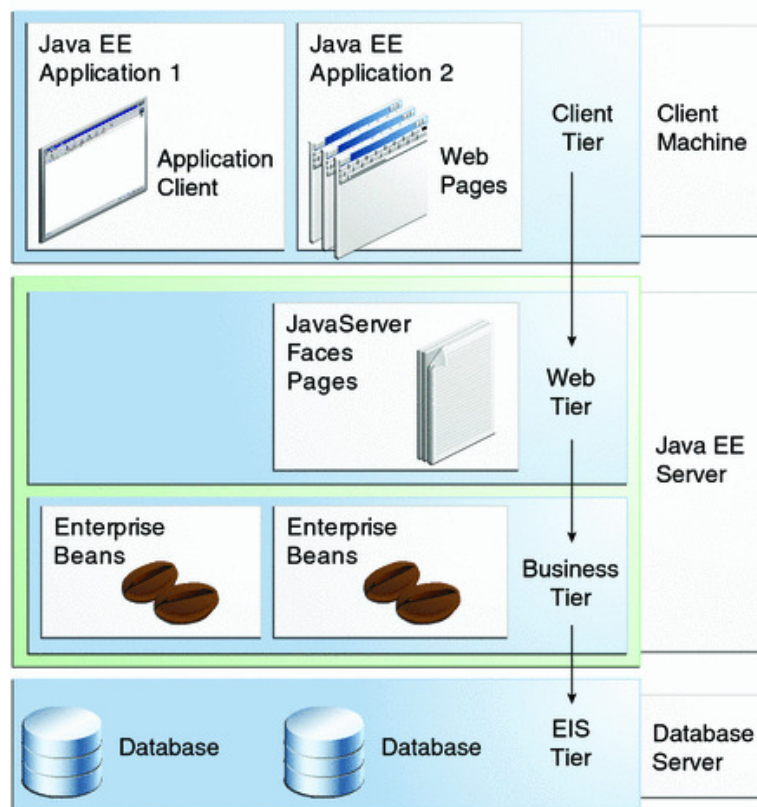 Java EE
Application 1
Application
Client
Java EE
Application 2
Web
Pages
Client
Tier
Client
Machine
JavaServer
Faces
Pages
Web
Tier
Java EE
Server
Enterprise
Beans
Enterprise
Beans
Business
Tier
Database
Database
EIS
Tier
Database
Server